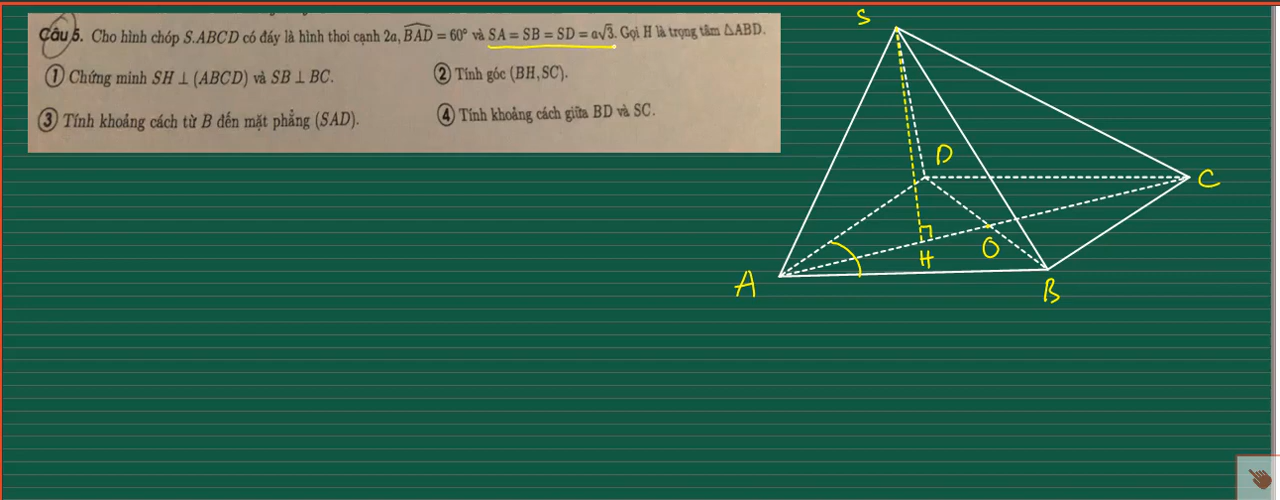 Câu 5. Cho hình chóp S.ABCD có đáy là hình thoi cạnh 2a, $\widehat{BAD}$ = 60° và SA = SB = SD = a√3. Gọi H là trọng tâm △ABD.
① Chứng minh SH ⊥ (ABCD) và SB ⊥ BC.
② Tính góc (BH, SC).
③ Tính khoảng cách từ B đến mặt phẳng (SAD).
④ Tính khoảng cách giữa BD và SC.
S
D
C
H
O
A
B